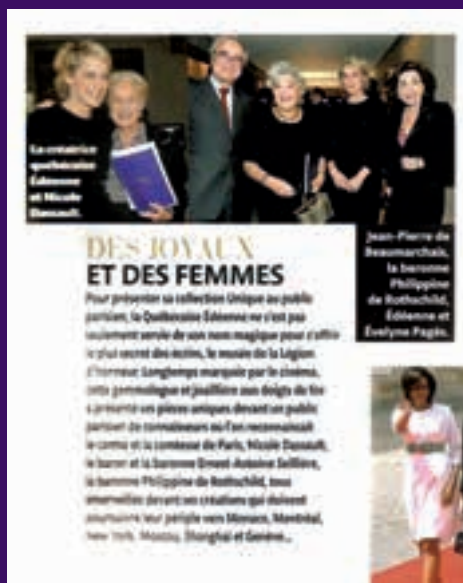 La créatrice
québécoise
Édéenne
et Nicole
DES JOYAUX
ET DES FEMMES
Jean-Pierre de
Beaumarchais,
la baronne
Philippine
de Rothschild,
Édéenne et
Évelyne Pagès.
Pour présenter sa collection Unique au public
parisien, la Québécoise Édéenne ne s'est pas
seulement servie de son nom magique pour s'offrir
le plus secret des écrins, le musée de la Légion
d'honneur. Longtemps marquée par le cinéma,
cette gemmologue et joaillière aux doigts de fée
a présenté ses pièces uniques devant un public
parisien de connaisseurs où l'on reconnaissait
le comte et la comtesse de Paris, Nicole
le baron et la baronne Ernest-Antoine Seillière,
la baronne Philippine de Rothschild, tous
émerveillés devant ses créations qui doivent
poursuivre leur périple vers Monaco, Montréal,
New York, Moscou, Shanghai et Genève...